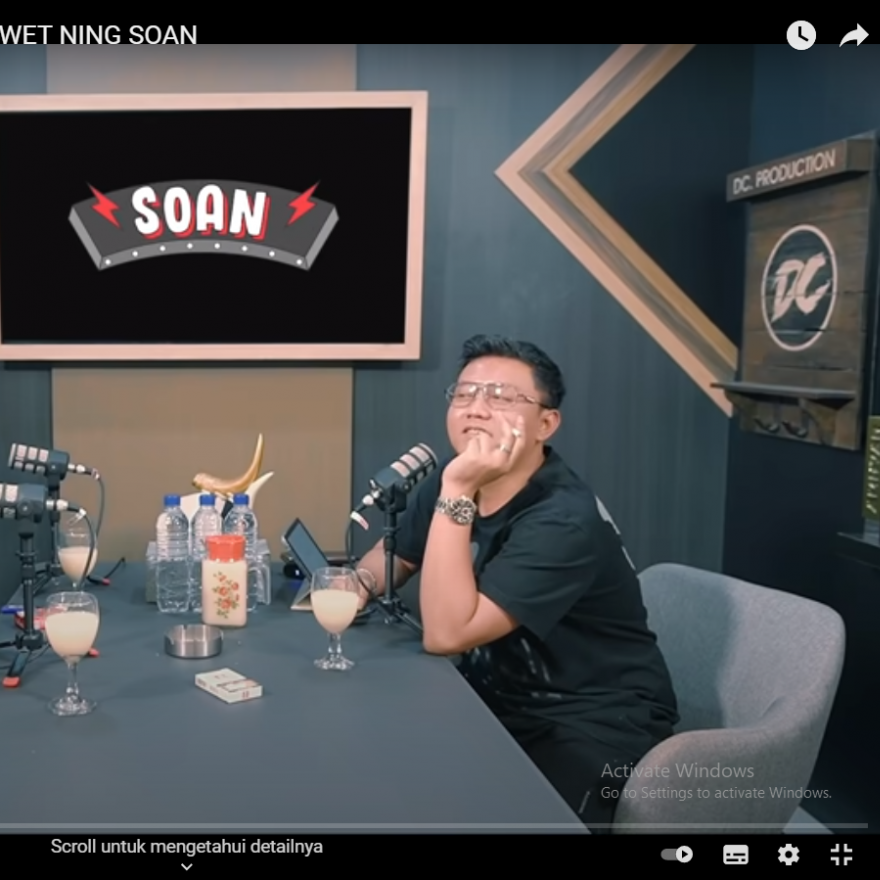 WET NING SOAN
SOAN
DC. PRODUCTION
DC
Activate Windows
Go to Settings to activate Windows.
Scroll untuk mengetahui detailnya